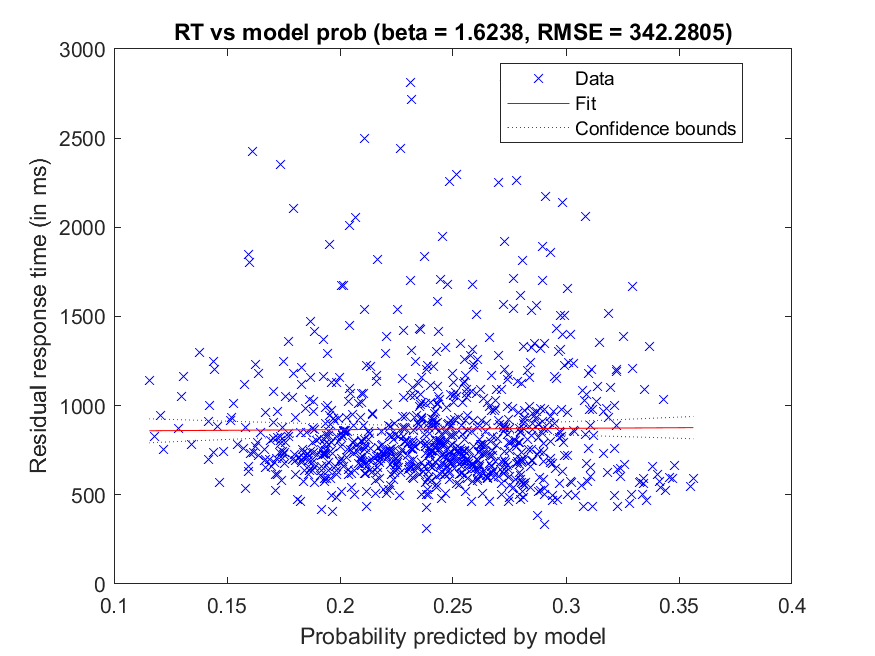 RT vs model prob (beta = 1.6238, RMSE = 342.2805)
3000
2500
2000
1500
1000
500
0
Residual response time (in ms)
Data
Fit
Confidence bounds
0.1
0.15
0.2
0.25
0.3
0.35
0.4
Probability predicted by model